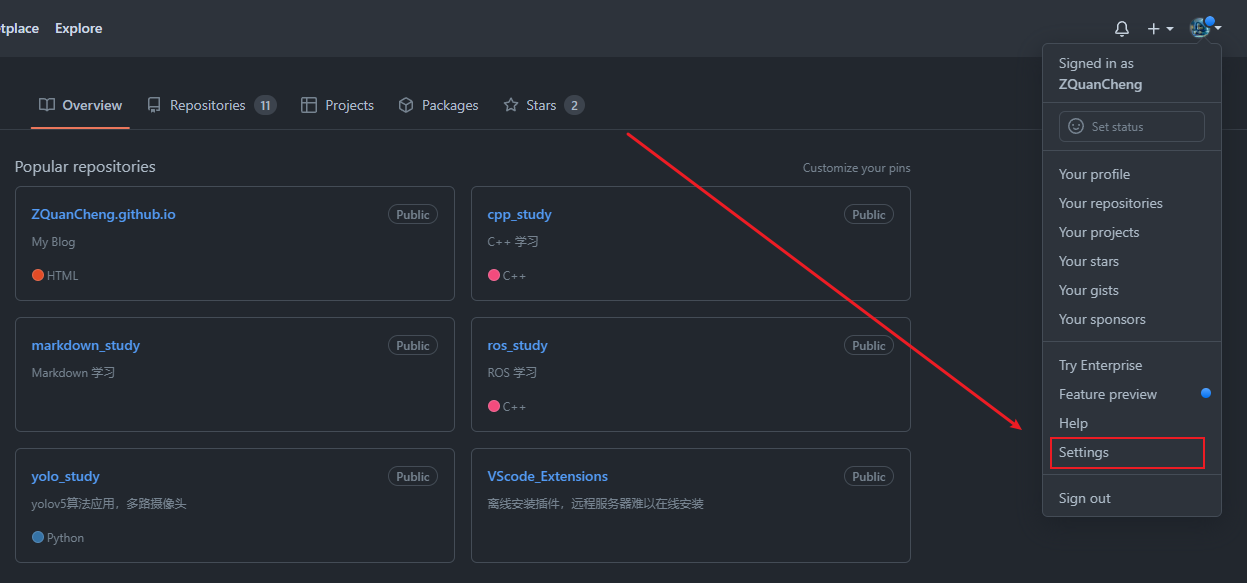 tplace Explore
Overview Repositories 11 Projects Packages Stars 2
Popular repositories Customize your pins
ZQuanCheng.github.io Public
My Blog
HTML
cpp_study Public
C++ 学习
C++
markdown_study Public
Markdown 学习
ros_study Public
ROS 学习
C++
yolo_study Public
yolov5算法应用，多路摄像头
Python
VScode_Extensions Public
离线安装插件，远程服务器难以在线安装
Signed in as
ZQuanCheng
Set status
Your profile
Your repositories
Your projects
Your stars
Your gists
Your sponsors
Try Enterprise
Feature preview
Help
Settings
Sign out